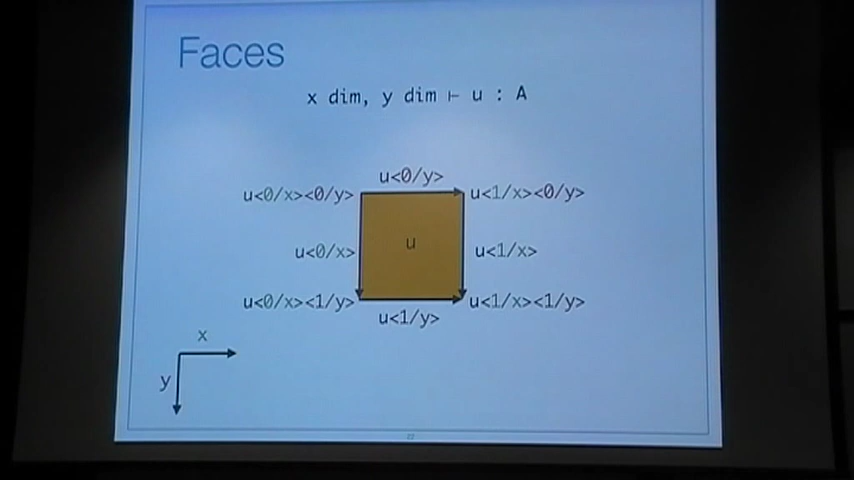 Faces
x dim, y dim ⊢ u : A
u<0/y>
u<0/x><0/y>
u<1/x><0/y>
u<0/x>
u
u<1/x>
u<0/x><1/y>
u<1/x><1/y>
u<1/y>
x
y